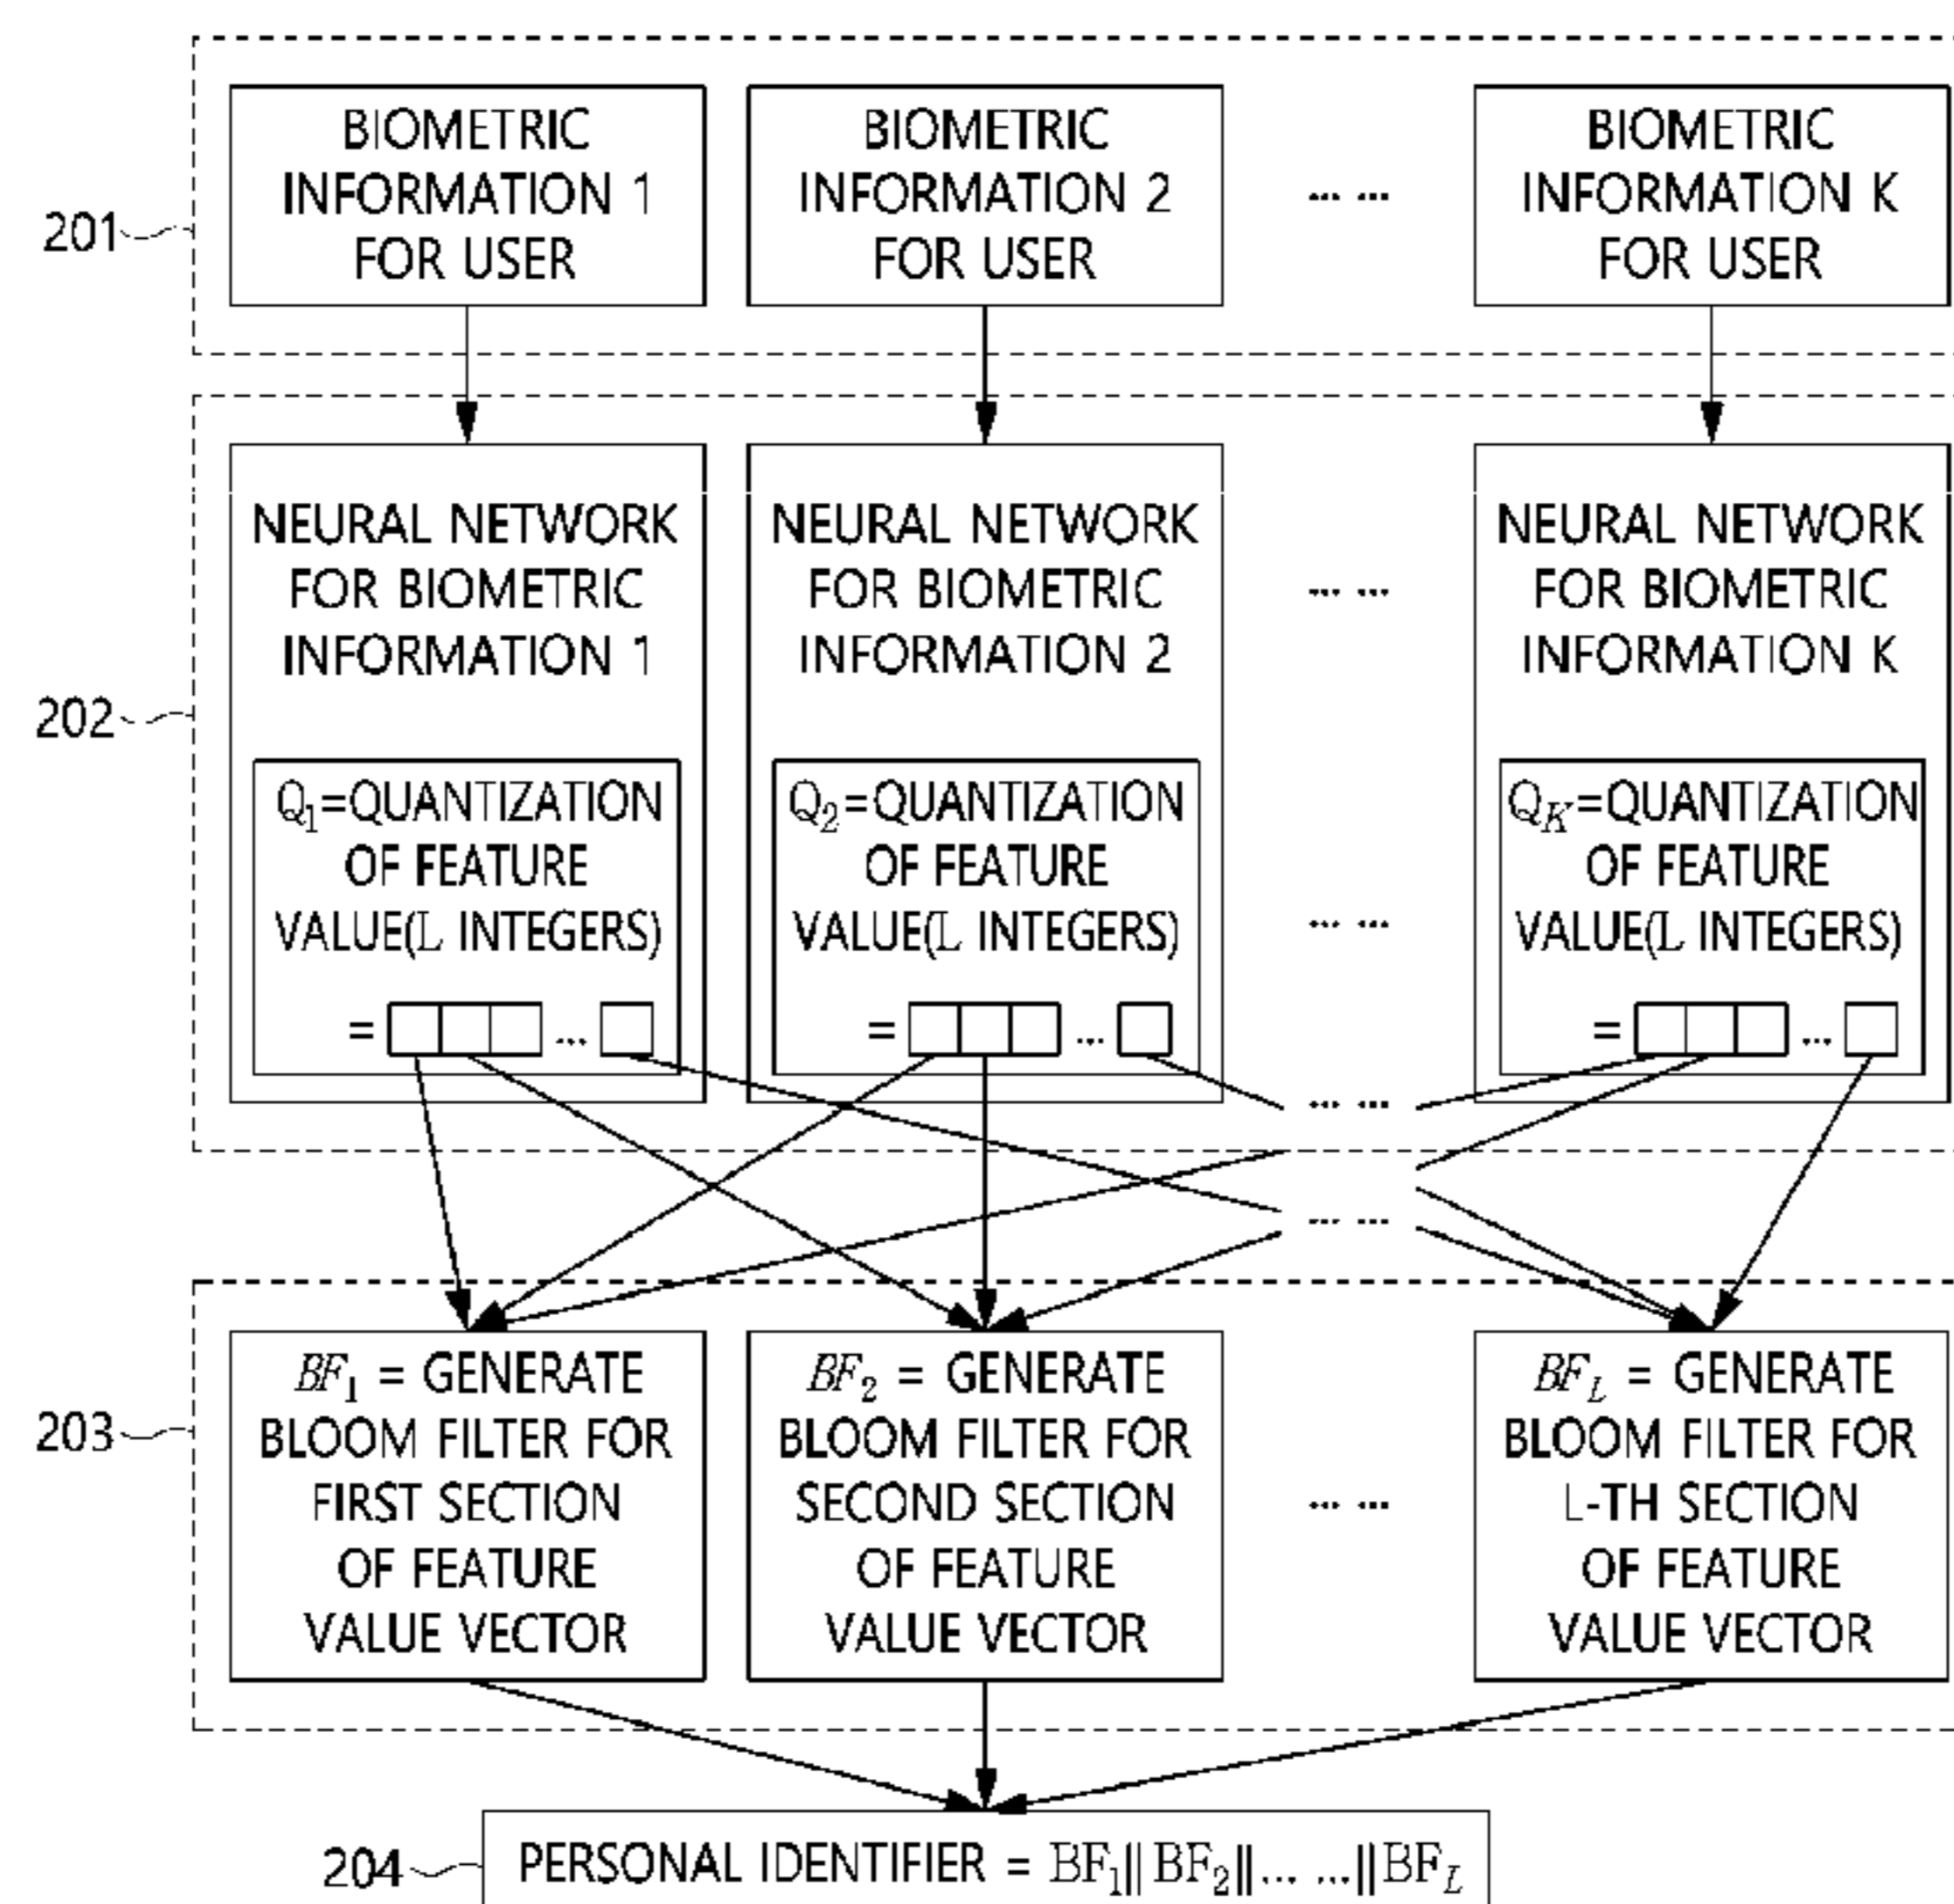 201
BIOMETRIC
INFORMATION 1
FOR USER
BIOMETRIC
INFORMATION 2
FOR USER
... ...
BIOMETRIC
INFORMATION K
FOR USER
202
NEURAL NETWORK
FOR BIOMETRIC
INFORMATION 1
Q1=QUANTIZATION
OF FEATURE
VALUE(L INTEGERS)
= ...
NEURAL NETWORK
FOR BIOMETRIC
INFORMATION 2
Q2=QUANTIZATION
OF FEATURE
VALUE(L INTEGERS)
= ...
... ...
... ...
NEURAL NETWORK
FOR BIOMETRIC
INFORMATION K
QK=QUANTIZATION
OF FEATURE
VALUE(L INTEGERS)
= ...
... ...
... ...
203
BF1 = GENERATE
BLOOM FILTER FOR
FIRST SECTION
OF FEATURE
VALUE VECTOR
BF2 = GENERATE
BLOOM FILTER FOR
SECOND SECTION
OF FEATURE
VALUE VECTOR
... ...
BFL = GENERATE
BLOOM FILTER FOR
L-TH SECTION
OF FEATURE
VALUE VECTOR
204
PERSONAL IDENTIFIER = BF1|| BF2||... ...||BFL